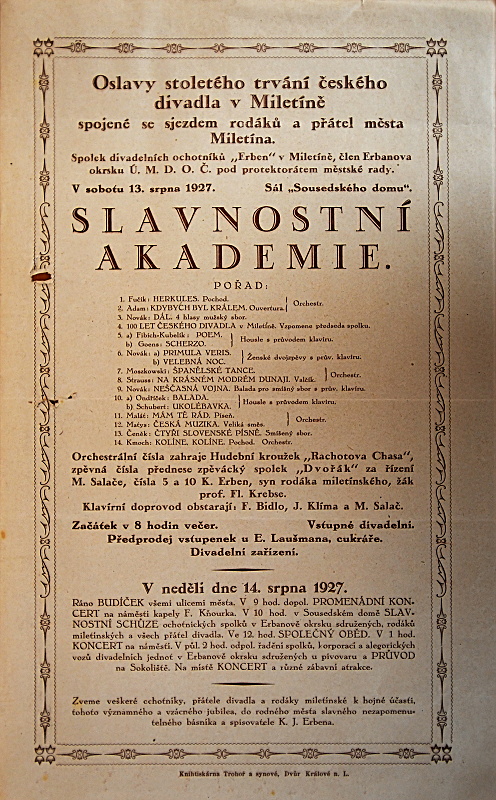 Oslavy stoletého trvání českého
divadla v Miletíně
spojené se sjezdem rodáků a přátel města
Miletína.
Spolek divadelních ochotníků „Erben" v Miletíně, člen Erbanova
okrsku Ú. M. D. O. Č. pod protektorátem městské rady.
V sobotu 13. srpna 1927. Sál „Sousedského domu".
SLAVNOSTNÍ
AKADEMIE.
POŘAD:
1. Fučík: HERKULES. Pochod.
2. Adam: KDYBYCH BYL KRÁLEM. Ouvertura.
Orchestr.
3. Novák: DÁL. 4 hlasy mužský sbor.
4. 100 LET ČESKÉHO DIVADLA v Miletíně. Vzpomene předseda spolku.
5. a) Fibich-Kubelík: POEM.
b) Goens: SCHERZO.
Housle s průvodem klavíru.
6. Novák: a) PRIMULA VERIS.
b) VELEBNÁ NOC.
Ženské dvojzpěvy s prův. klavíru.
7. Moszkowski: ŠPANĚLSKÉ TANCE.
8. Strauss: NA KRÁSNÉM MODRÉM DUNAJI. Valčík.
Orchestr.
9. Novák: NEŠČASNÁ VOJNA. Balada pro smíšný sbor s prův. klavíru.
10. a) Ondříček: BALADA.
b) Schubert: UKOLÉBAVKA.
Housle s průvodem klavíru.
11. Maláť: MÁM TĚ RÁD. Píseň.
12. Matys: ČESKÁ MUZIKA. Veliká směs.
Orchestr.
13. Čenák: ČTYŘI SLOVENSKÉ PÍSNĚ. Smíšený sbor.
14. Kmoch: KOLÍNE, KOLÍNE. Pochod. Orchestr.
Orchestrální čísla zahraje Hudební kroužek „Rachotova Chasa",
zpěvná čísla přednese zpěvácký spolek „Dvořák" za řízení
M. Salače, čísla 5 a 10 K. Erben, syn rodáka miletínského, žák
prof. Fl. Krebse.
Klavírní doprovod obstarají: F. Bidlo, J. Klíma a M. Salač.
Začátek v 8 hodin večer. Vstupné divadelní.
Předprodej vstupenek u E. Laušmana, cukráře.
Divadelní zařízení.
V neděli dne 14. srpna 1927.
Ráno BUDÍČEK všemi ulicemi města. V 9 hod. dopol. PROMENÁDNÍ KON-
CERT na náměstí kapely F. Kňourka. V 10 hod. v Sousedském domě SLAV-
NOSTNÍ SCHŮZE ochotnických spolků v Erbanově okrsku sdružených, rodáků
miletínských a všech přátel divadla. Ve 12. hod. SPOLEČNÝ OBĚD. V 1 hod.
KONCERT na náměstí. V půl 2. hod. odpol. řadění spolků, korporací a alegorických
vozů divadelních jednot v Erbanově okrsku sdružených u pivovaru a PRŮVOD
na Sokoliště. Na místě KONCERT a různé zábavní atrakce.
Zveme veškeré ochotníky, přátele divadla a rodáky miletínské k hojné účasti,
tohoto významného a vzácného jubilea, do rodného města slavného nezapomenu-
telného básníka a spisovatele K. J. Erbena.
Knihtiskárna Trohoř a synové, Dvůr Králové n. L.